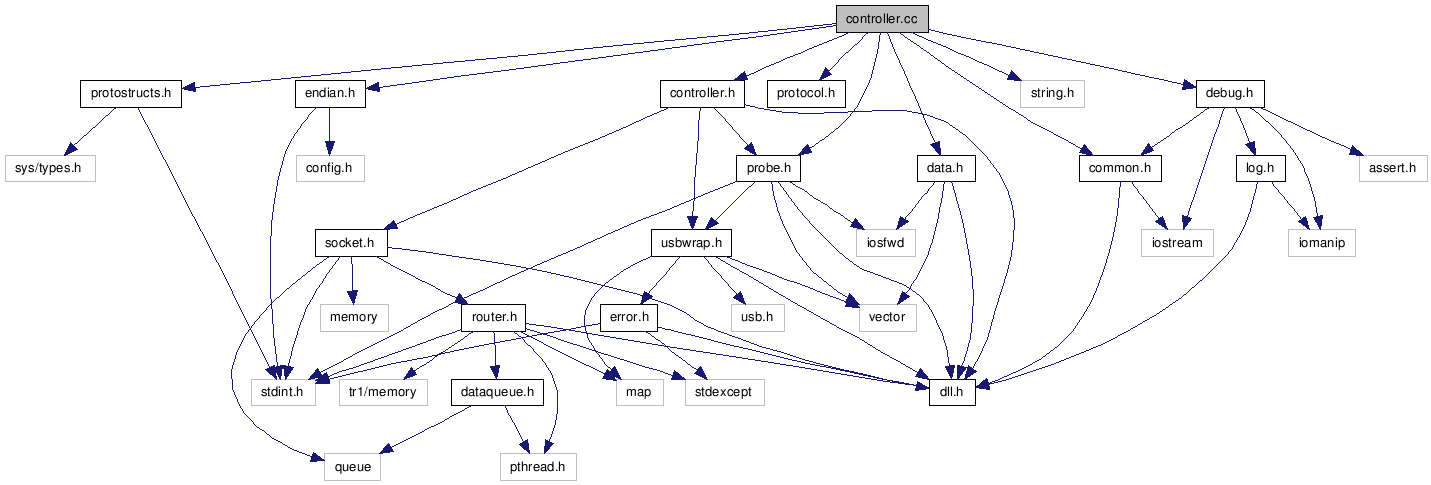 controller.cc
protostructs.h
endian.h
controller.h
protocol.h
string.h
debug.h
sys/types.h
config.h
probe.h
data.h
common.h
log.h
assert.h
socket.h
usbwrap.h
iosfwd
iostream
iomanip
memory
router.h
error.h
usb.h
vector
stdint.h
tr1/memory
dataqueue.h
map
stdexcept
dll.h
queue
pthread.h